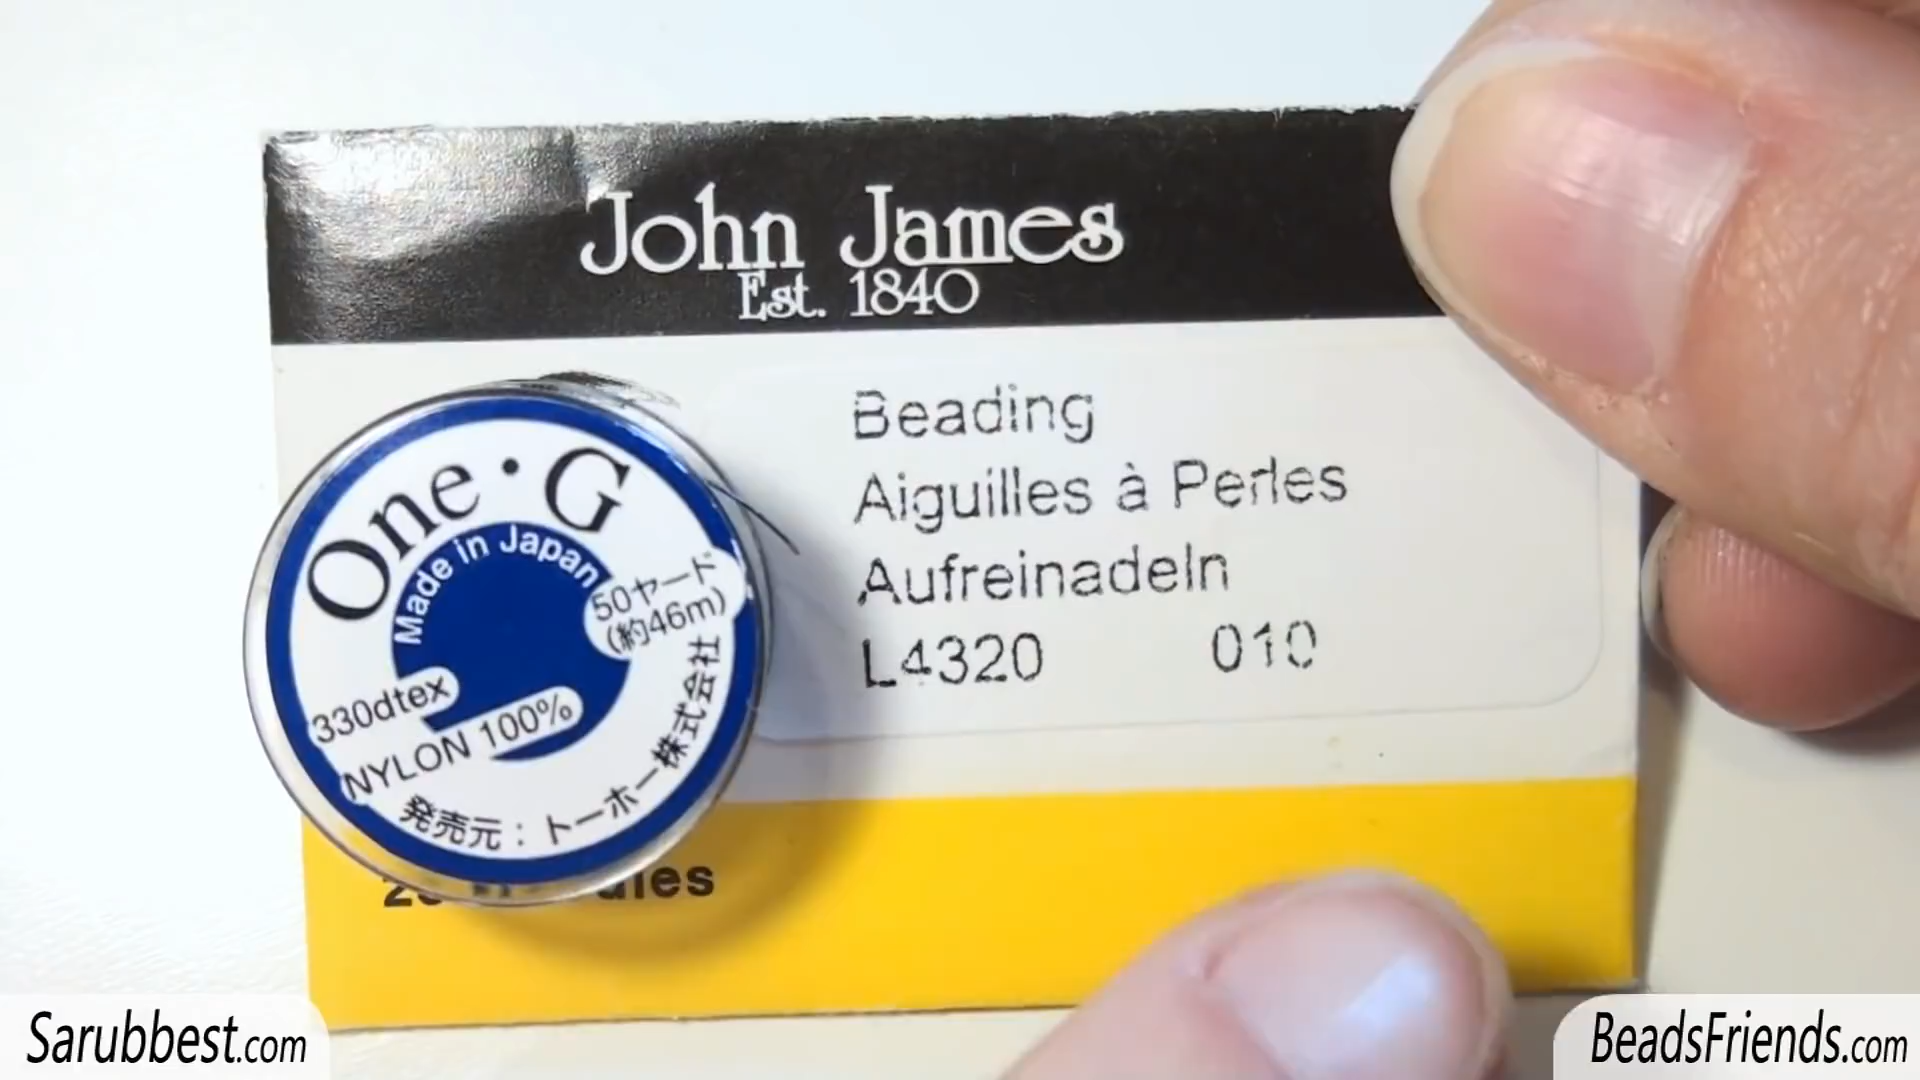 John James
Est. 1840
Beading
Aiguilles à Perles
Aufreinadeln
L4320 010
One·G
Made in Japan
50ヤード
(約46m)
330dtex
NYLON 100%
発売元：トーホー株式会社
Sarubbest.com
BeadsFriends.com